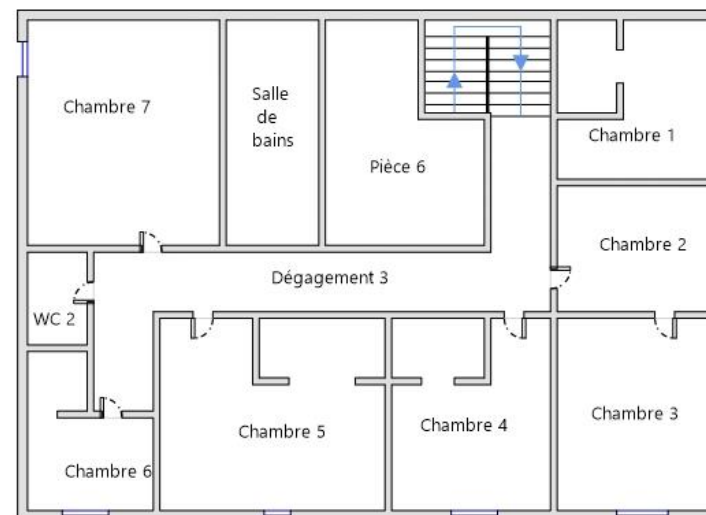 Chambre 7
Salle
de
bains
Pièce 6
Chambre 1
Chambre 2
Dégagement 3
WC 2
Chambre 3
Chambre 4
Chambre 5
Chambre 6